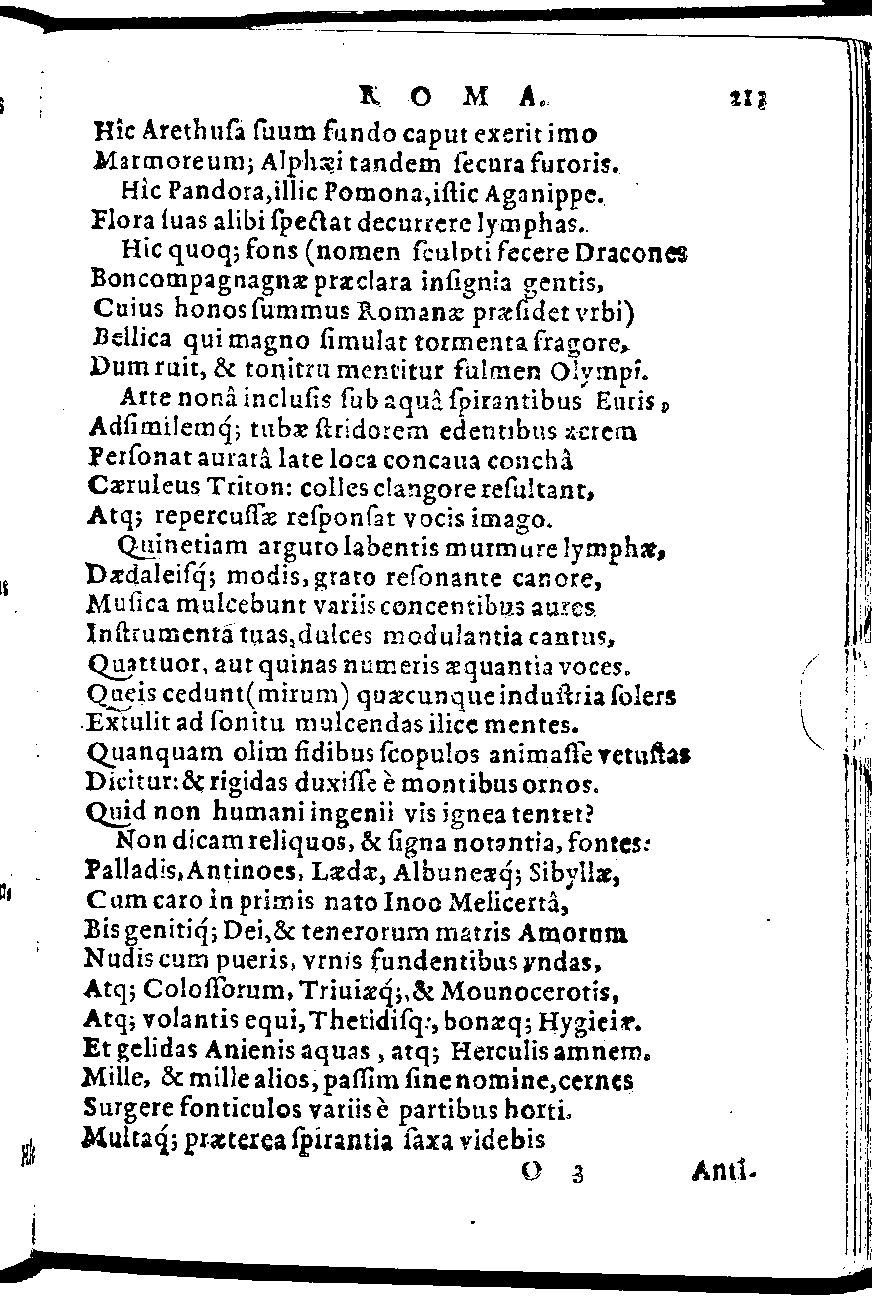 R O M A. 213
Hîc Arethuſa ſuum fundo caput exerit imo
Marmoreum; Alphæi tandem ſecura furoris.
Hîc Pandora, illic Pomona, iſtic Aganippe.
Flora ſuas alibi ſpectat decurrere lymphas.
Hic quoq; fons (nomen ſculpti fecere Dracones
Boncompagnagnæ præclara inſignia gentis,
Cuius honos ſummus Romanæ præſidet vrbi)
Bellica qui magno ſimulat tormenta fragore,
Dum ruit, & tonitru mentitur fulmen Olympi.
Arte nonâ incluſis ſub aquâ ſpirantibus Euris,
Adſimilemq́; tubæ ſtridorem edentibus acrem
Perſonat auratâ late loca concaua conchâ
Cæruleus Triton: colles clangore reſultant,
Atq; repercuſſæ reſponſat vocis imago.
Quinetiam arguto labentis murmure lymphæ,
Dædaleiſq́; modis, grato reſonante canore,
Muſica mulcebunt variis concentibus aures
Inſtrumenta tuas, dulces modulantia cantus,
Quattuor, aut quinas numeris æquantia voces.
Queis cedunt (mirum) quæcunque induſtria ſolers
Extulit ad ſonitu mulcendas ilice mentes.
Quanquam olim fidibus ſcopulos animaſſe vetuſtas
Dicitur: & rigidas duxiſſe è montibus ornos.
Quid non humani ingenii vis ignea tentet?
Non dicam reliquos, & ſigna notantia, fontes:
Palladis, Antinoes, Lædæ, Albuneæq́; Sibyllæ,
Cum caro in primis nato Inoo Melicertâ,
Bis genitiq́; Dei, & tenerorum matris Amorum
Nudis cum pueris, vrnis fundentibus vndas,
Atq; Coloſſorum, Triuiæq́;, & Mounocerotis,
Atq; volantis equi, Thetidiſq;, bonæq; Hygieiæ.
Et gelidas Anienis aquas, atq; Herculis amnem.
Mille, & mille alios, paſſim ſine nomine, cernes
Surgere fonticulos variis è partibus horti.
Multaq́; præterea ſpirantia ſaxa videbis
O 3 Anti-